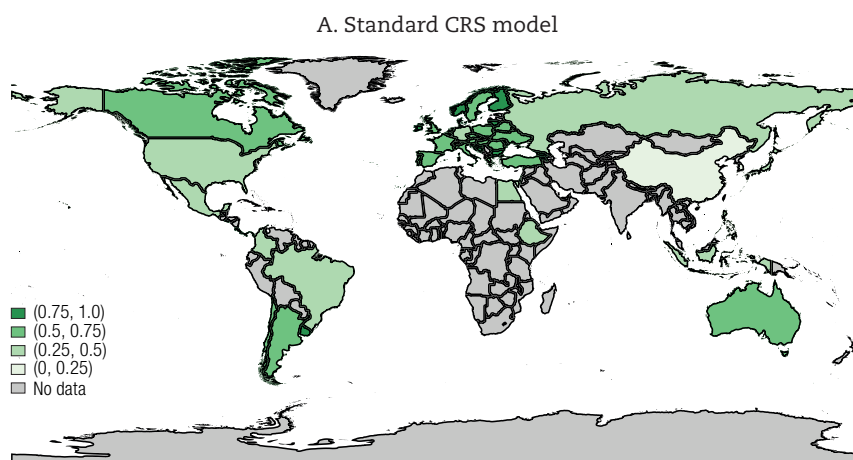 A. Standard CRS model
(0.75, 1.0)
(0.5, 0.75)
(0.25, 0.5)
(0, 0.25)
No data